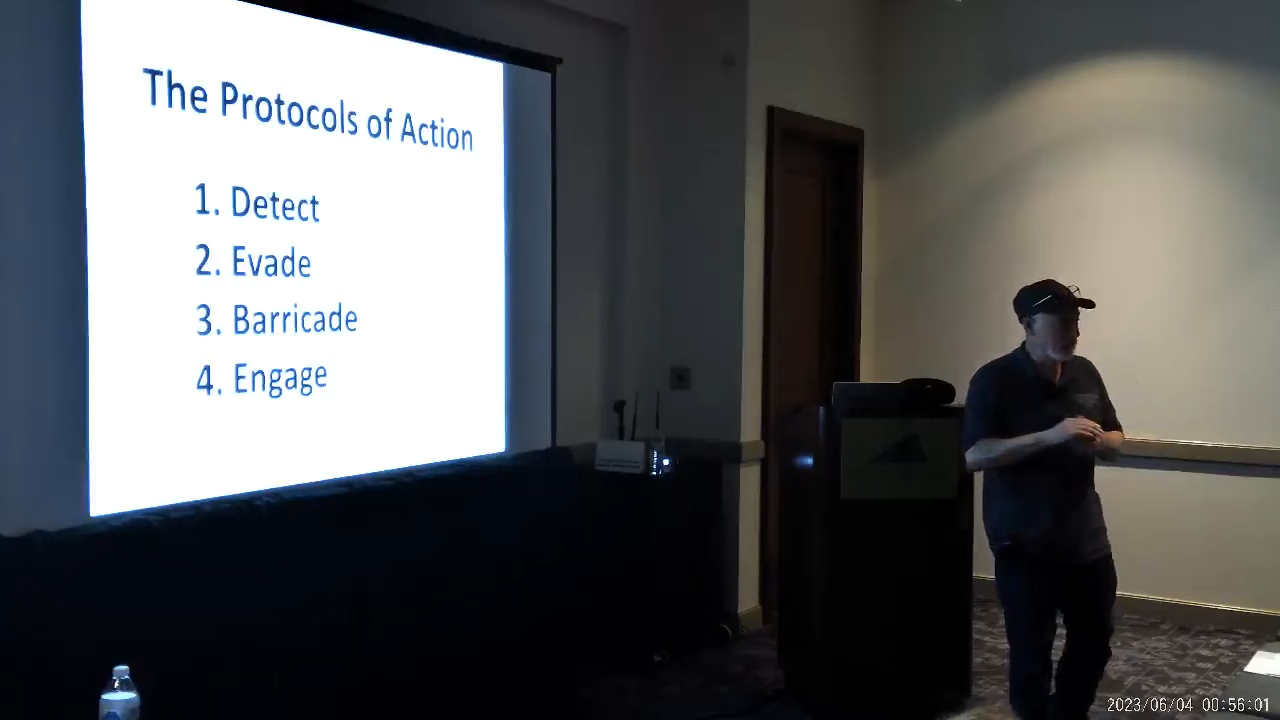 The Protocols of Action
1. Detect
2. Evade
3. Barricade
4. Engage
2023/06/04 00:56:01